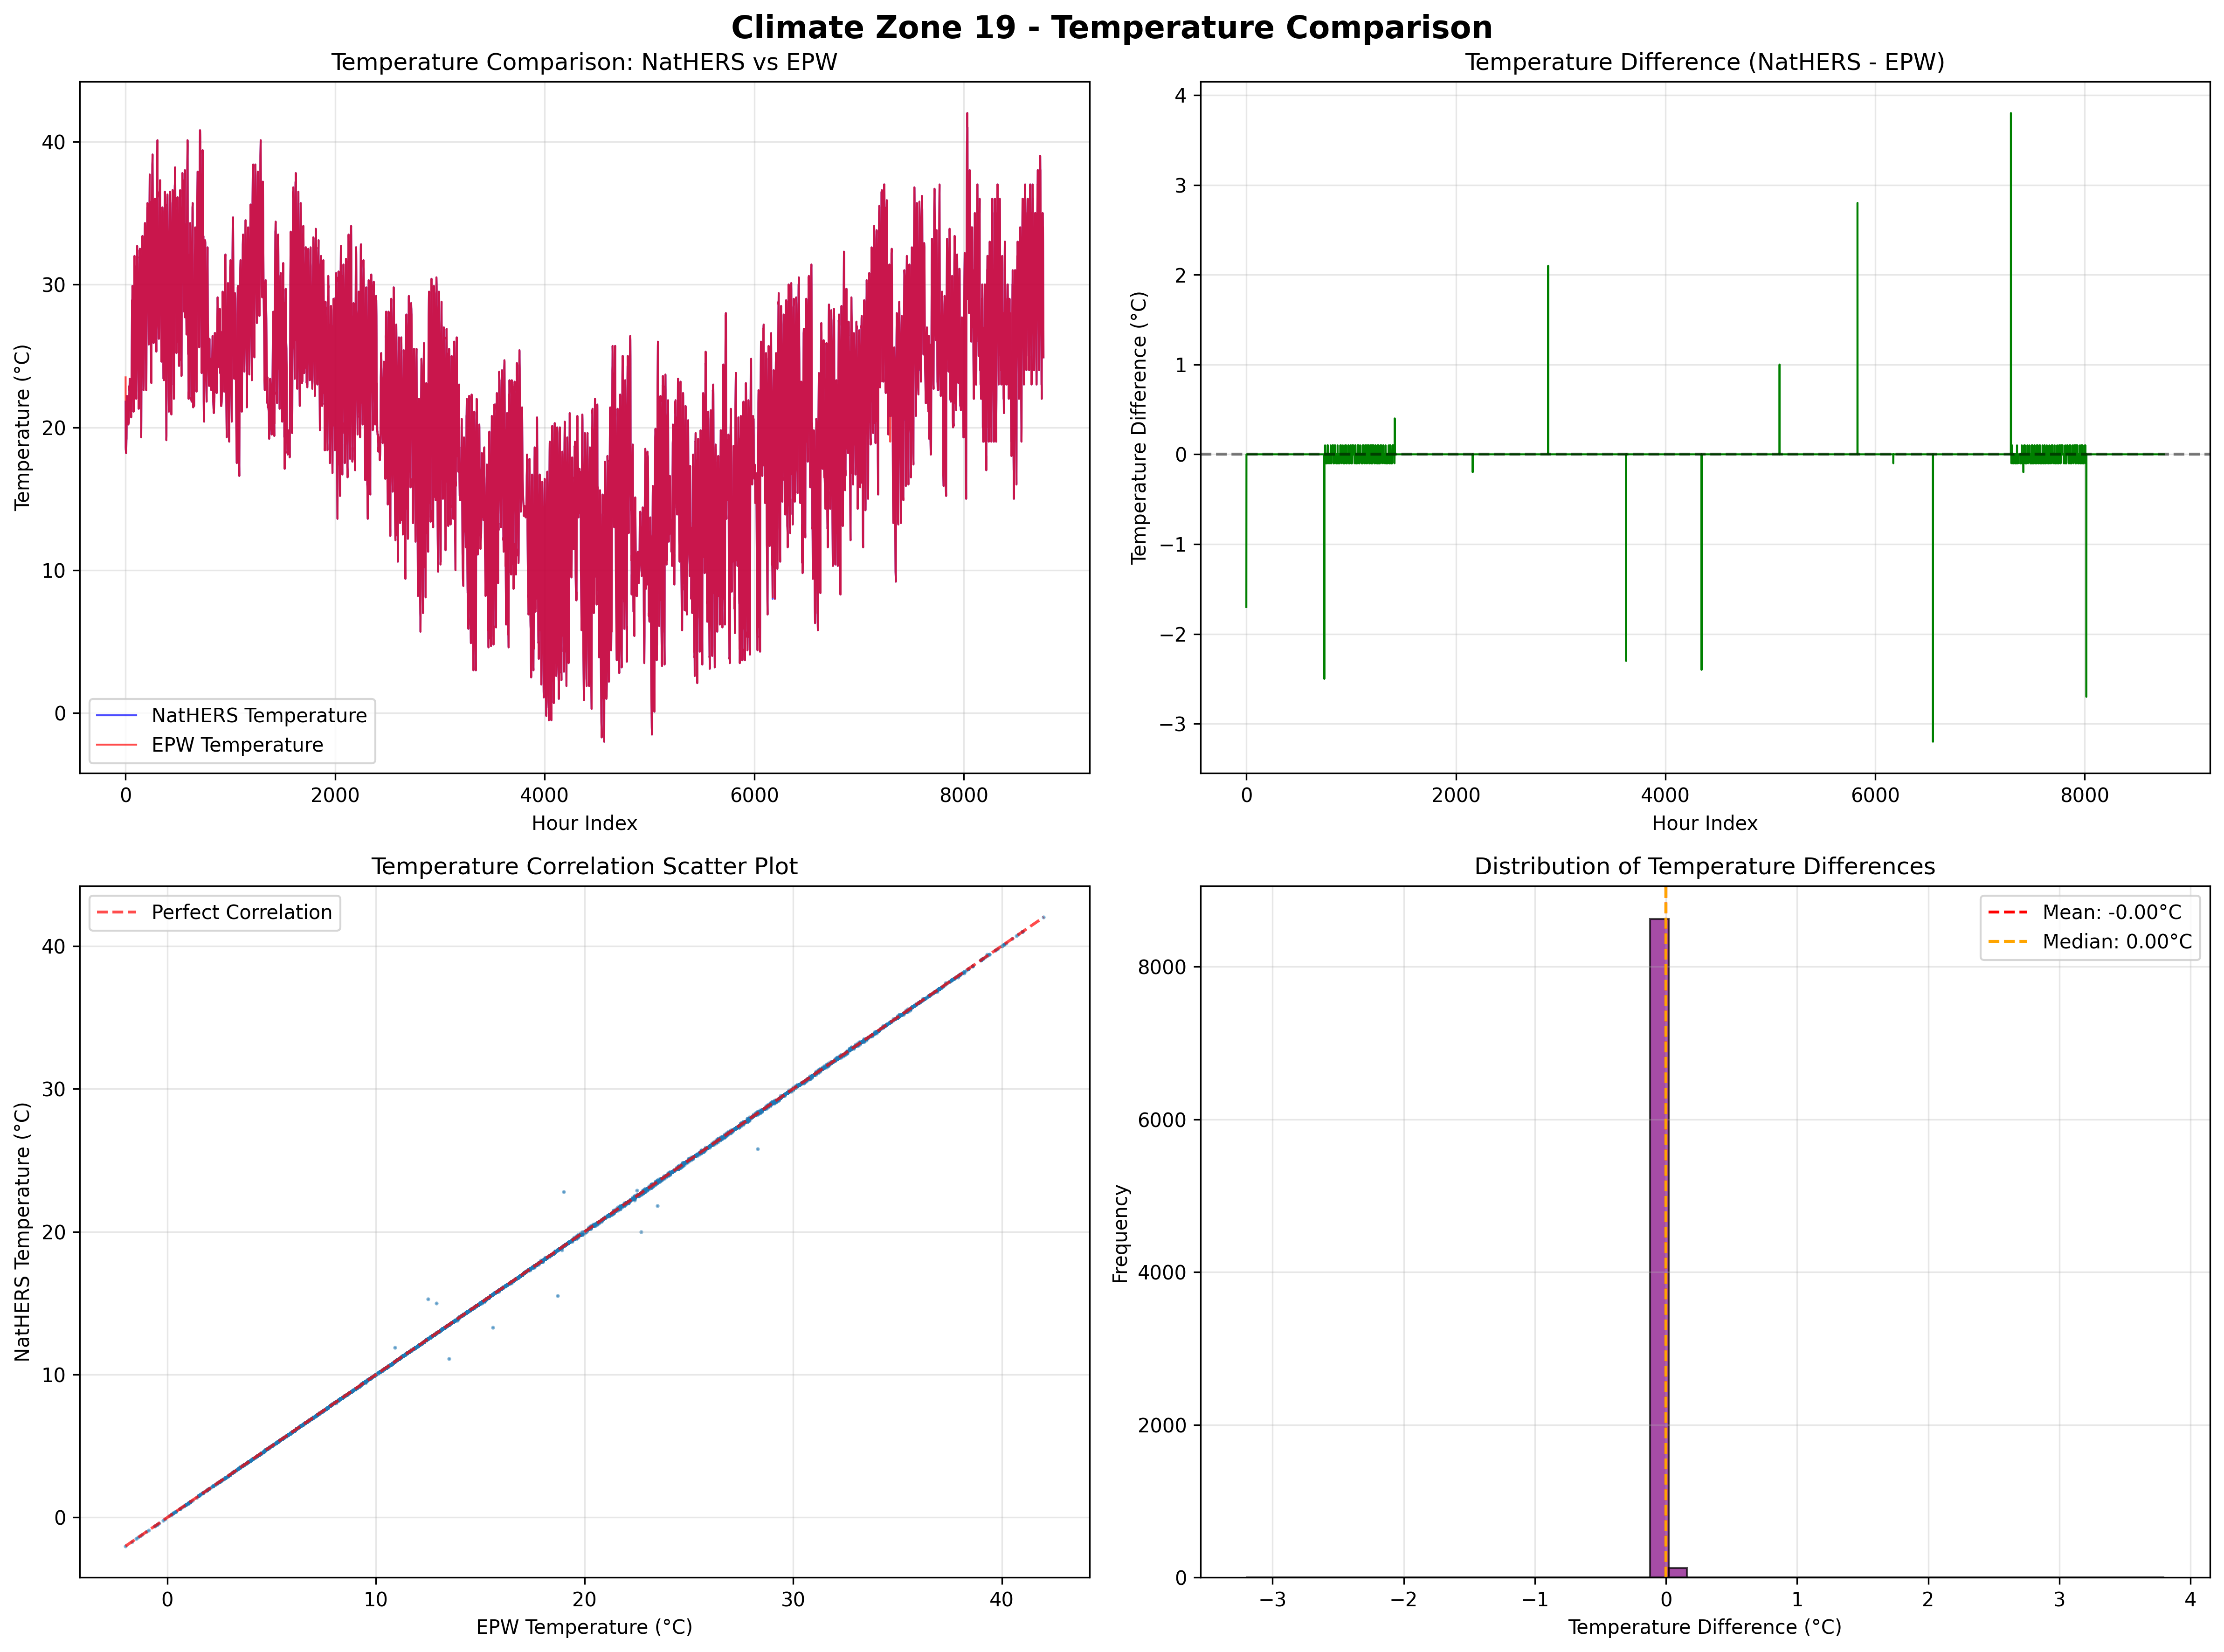 Climate Zone 19 - Temperature Comparison
Temperature Comparison: NatHERS vs EPW
Temperature (°C)
40
30
20
10
0
NatHERS Temperature
EPW Temperature
0 2000 4000 6000 8000
Hour Index
Temperature Difference (NatHERS - EPW)
Temperature Difference (°C)
4
3
2
1
0
−1
−2
−3
0 2000 4000 6000 8000
Hour Index
Temperature Correlation Scatter Plot
Perfect Correlation
NatHERS Temperature (°C)
40
30
20
10
0
0 10 20 30 40
EPW Temperature (°C)
Distribution of Temperature Differences
Mean: -0.00°C
Median: 0.00°C
Frequency
8000
6000
4000
2000
0
−3 −2 −1 0 1 2 3 4
Temperature Difference (°C)